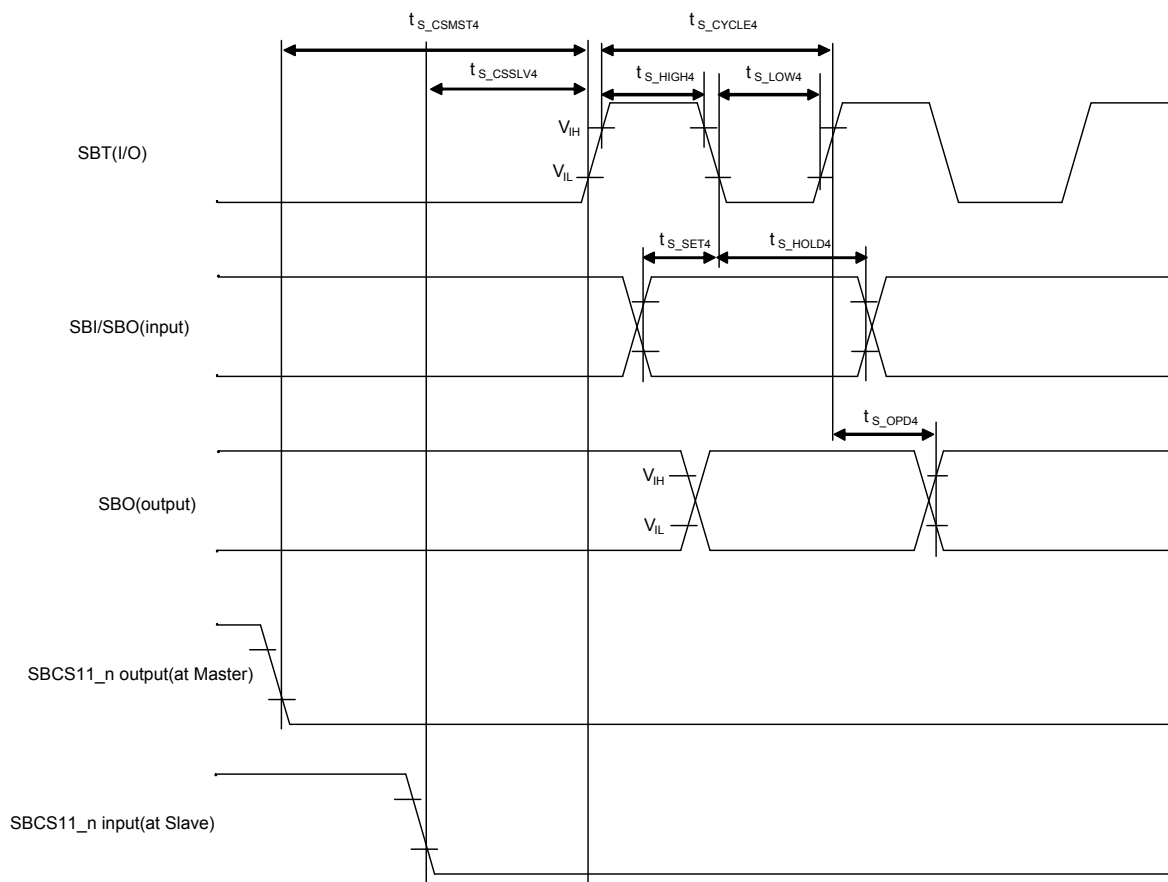 t S_CSMST4
t S_CYCLE4
t S_CSSLV4
t S_HIGH4
t S_LOW4
VIH
SBT(I/O)
VIL
t S_SET4
t S_HOLD4
SBI/SBO(input)
t S_OPD4
VIH
SBO(output)
VIL
SBCS11_n output(at Master)
SBCS11_n input(at Slave)